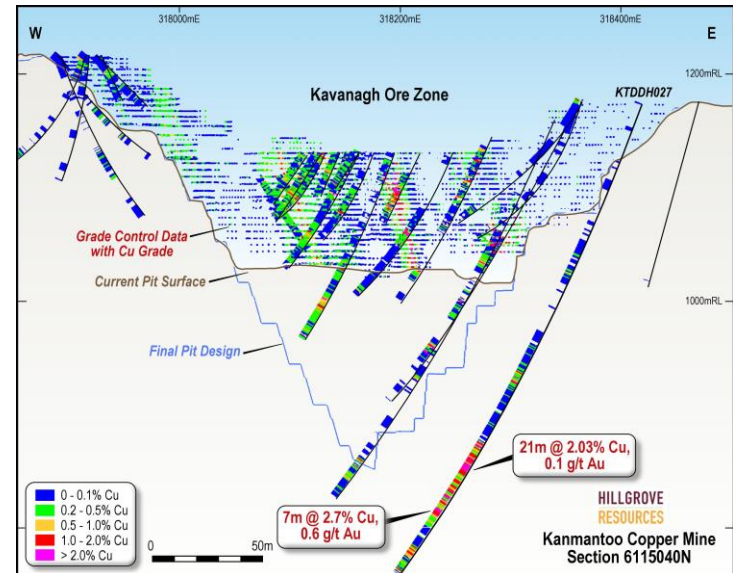 318000mE
318200mE
318400mE
W
E
Kavanagh Ore Zone
KTDDH027
1200mRL
Grade Control Data
with Cu Grade
Current Pit Surface
1000mRL
Final Pit Design
21m @ 2.03% Cu,
0.1 g/t Au
7m @ 2.7% Cu,
0.6 g/t Au
0 - 0.1% Cu
0.2 - 0.5% Cu
0.5 - 1.0% Cu
1.0 - 2.0% Cu
> 2.0% Cu
0
50m
HILLGROVE
RESOURCES
Kanmantoo Copper Mine
Section 6115040N